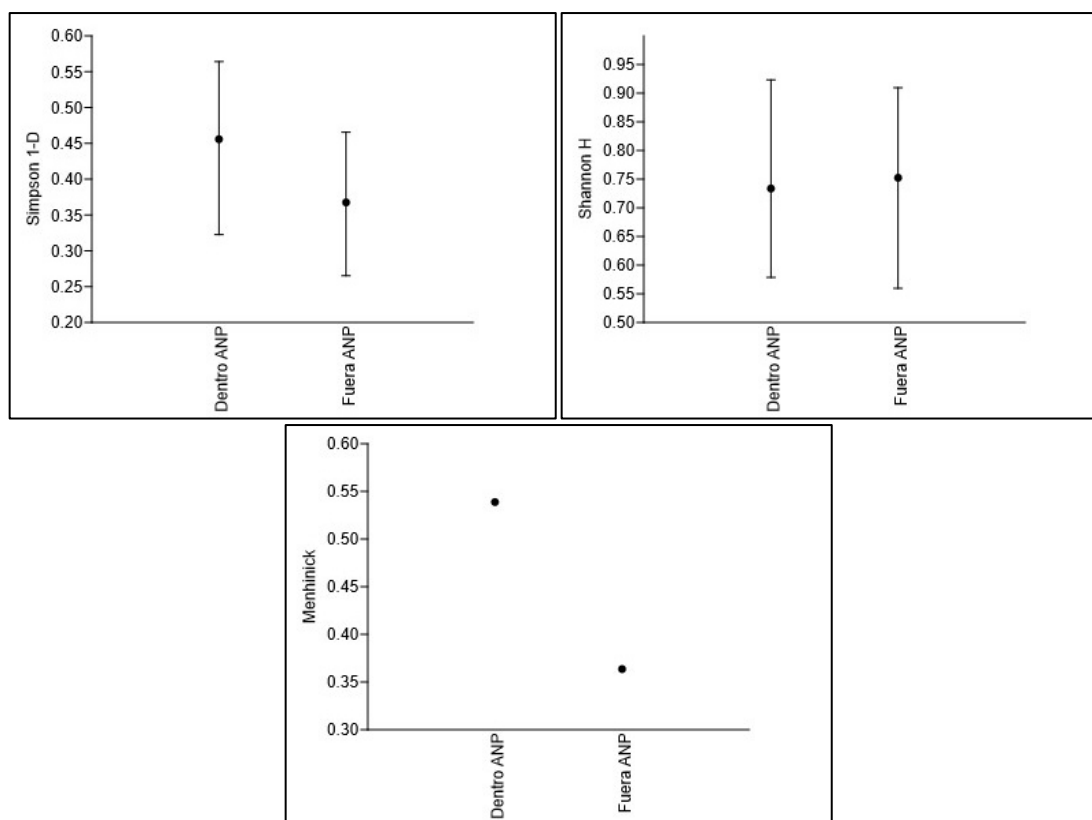 Simpson 1-D
0.60
0.55
0.50
0.45
0.40
0.35
0.30
0.25
0.20
Dentro ANP
Fuera ANP
Shannon H
0.95
0.90
0.85
0.80
0.75
0.70
0.65
0.60
0.55
0.50
Dentro ANP
Fuera ANP
Menhinick
0.60
0.55
0.50
0.45
0.40
0.35
0.30
Dentro ANP
Fuera ANP